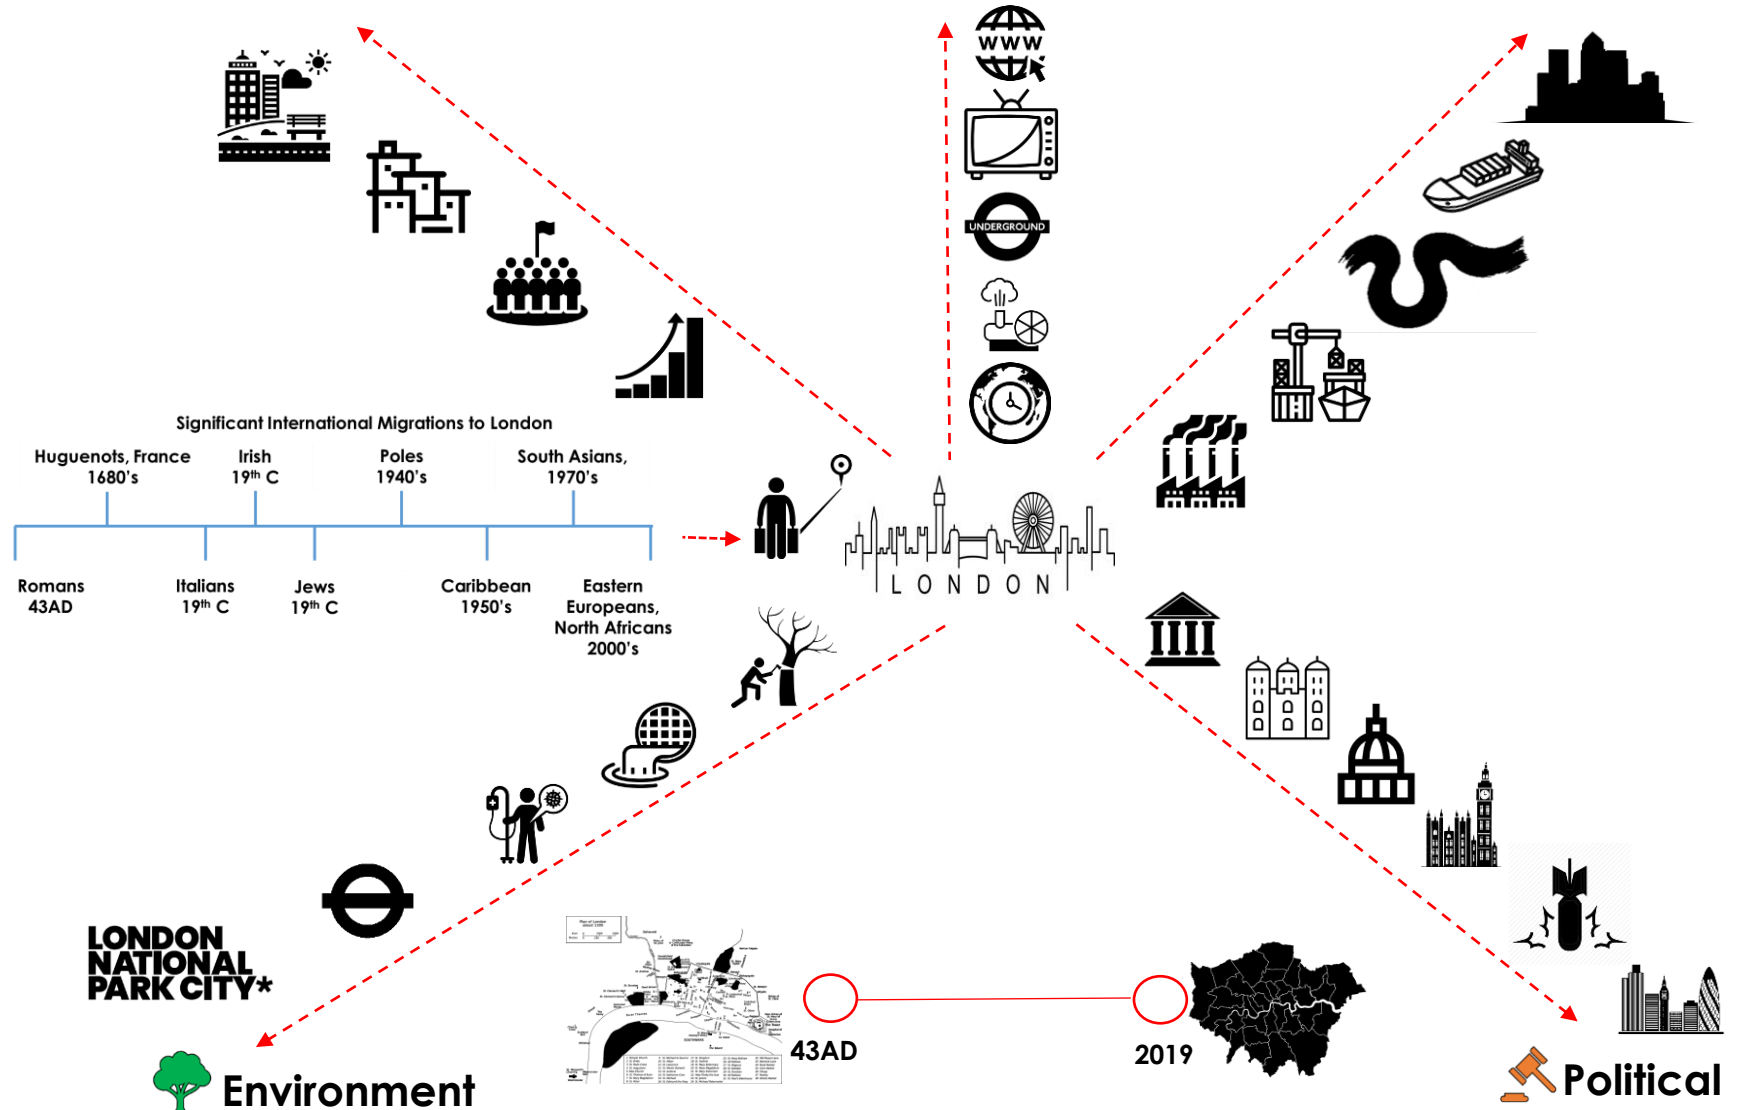 WWW
UNDERGROUND
Significant International Migrations to London
Huguenots, France
1680's
Irish
19th C
Poles
1940's
South Asians,
1970's
Romans
43AD
Italians
19th C
Jews
19th C
Caribbean
1950's
Eastern
Europeans,
North Africans
2000's
LONDON
LONDON
NATIONAL
PARK CITY*
43AD
2019
Environment
Political